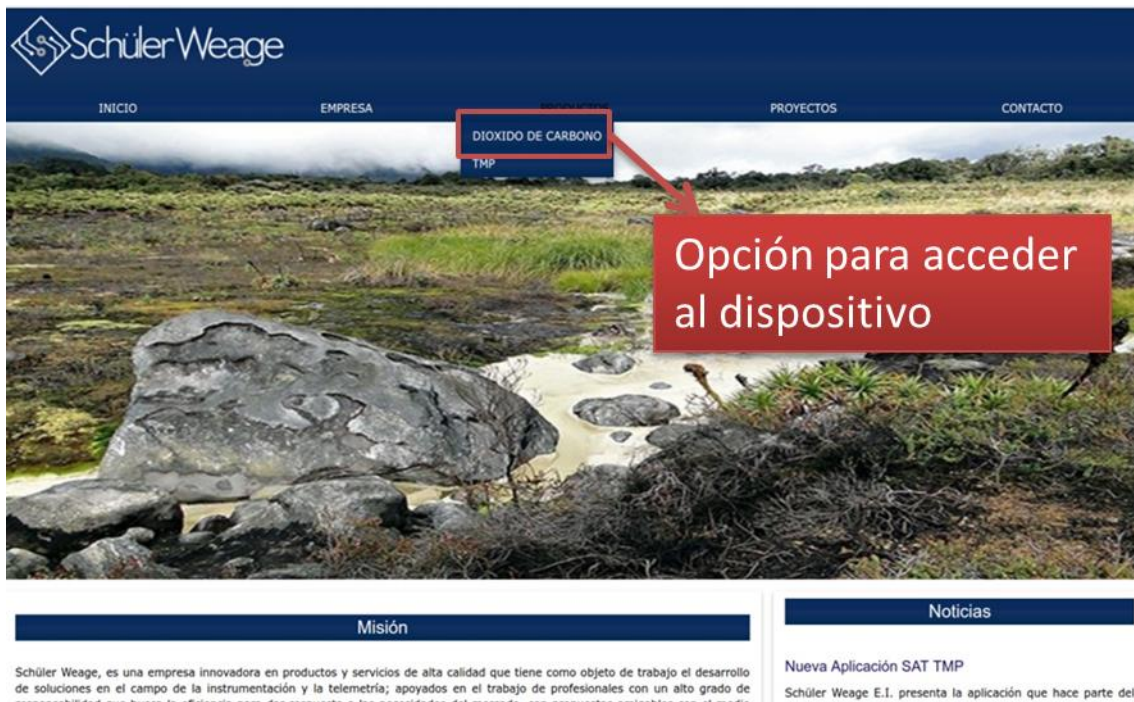 SchülerWeage
INICIO EMPRESA PRODUCTOS PROYECTOS CONTACTO
DIOXIDO DE CARBONO
TMP
Opción para acceder
al dispositivo
Misión
Schüler Weage, es una empresa innovadora en productos y servicios de alta calidad que tiene como objeto de trabajo el desarrollo
de soluciones en el campo de la instrumentación y la telemetría; apoyados en el trabajo de profesionales con un alto grado de
Noticias
Nueva Aplicación SAT TMP
Schüler Weage E.I. presenta la aplicación que hace parte del